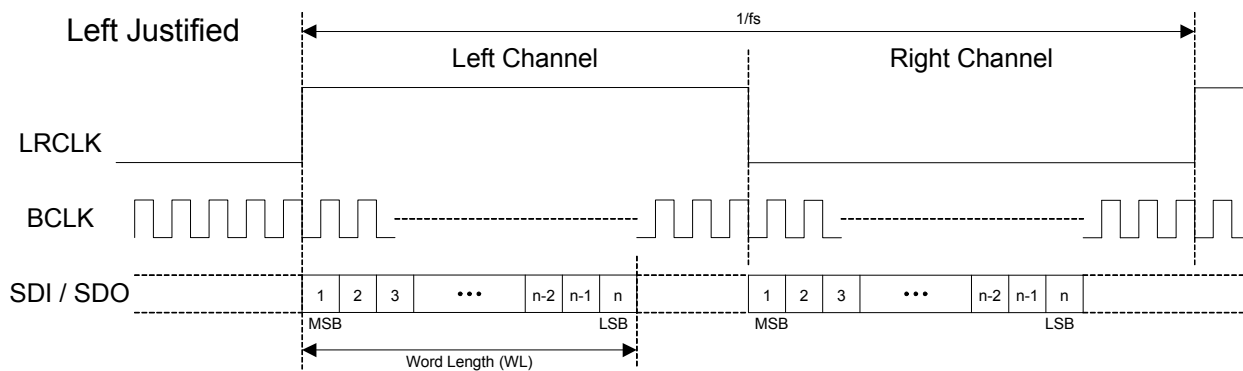 Left Justified
1/fs
Left Channel
Right Channel
LRCLK
BCLK
SDI / SDO
1 2 3 ••• n-2 n-1 n 1 2 3 ••• n-2 n-1 n
MSB LSB MSB LSB
Word Length (WL)